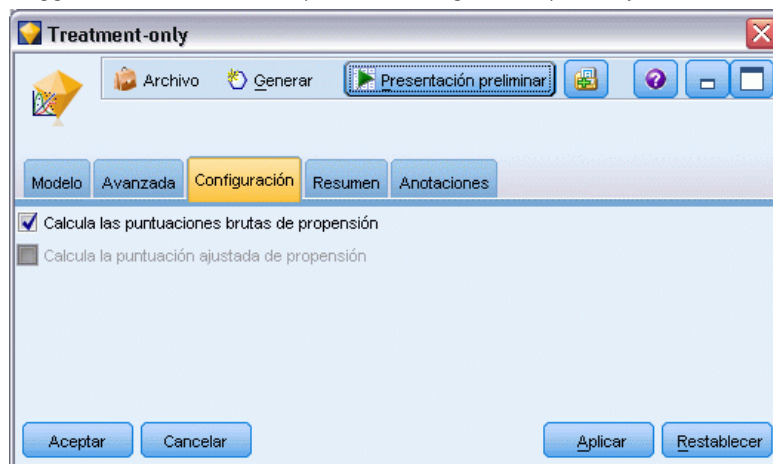 Treatment-only
Archivo Generar Presentación preliminar
Modelo Avanzada Configuración Resumen Anotaciones
Calcula las puntuaciones brutas de propensión
Calcula la puntuación ajustada de propensión
Aceptar Cancelar Aplicar Restablecer